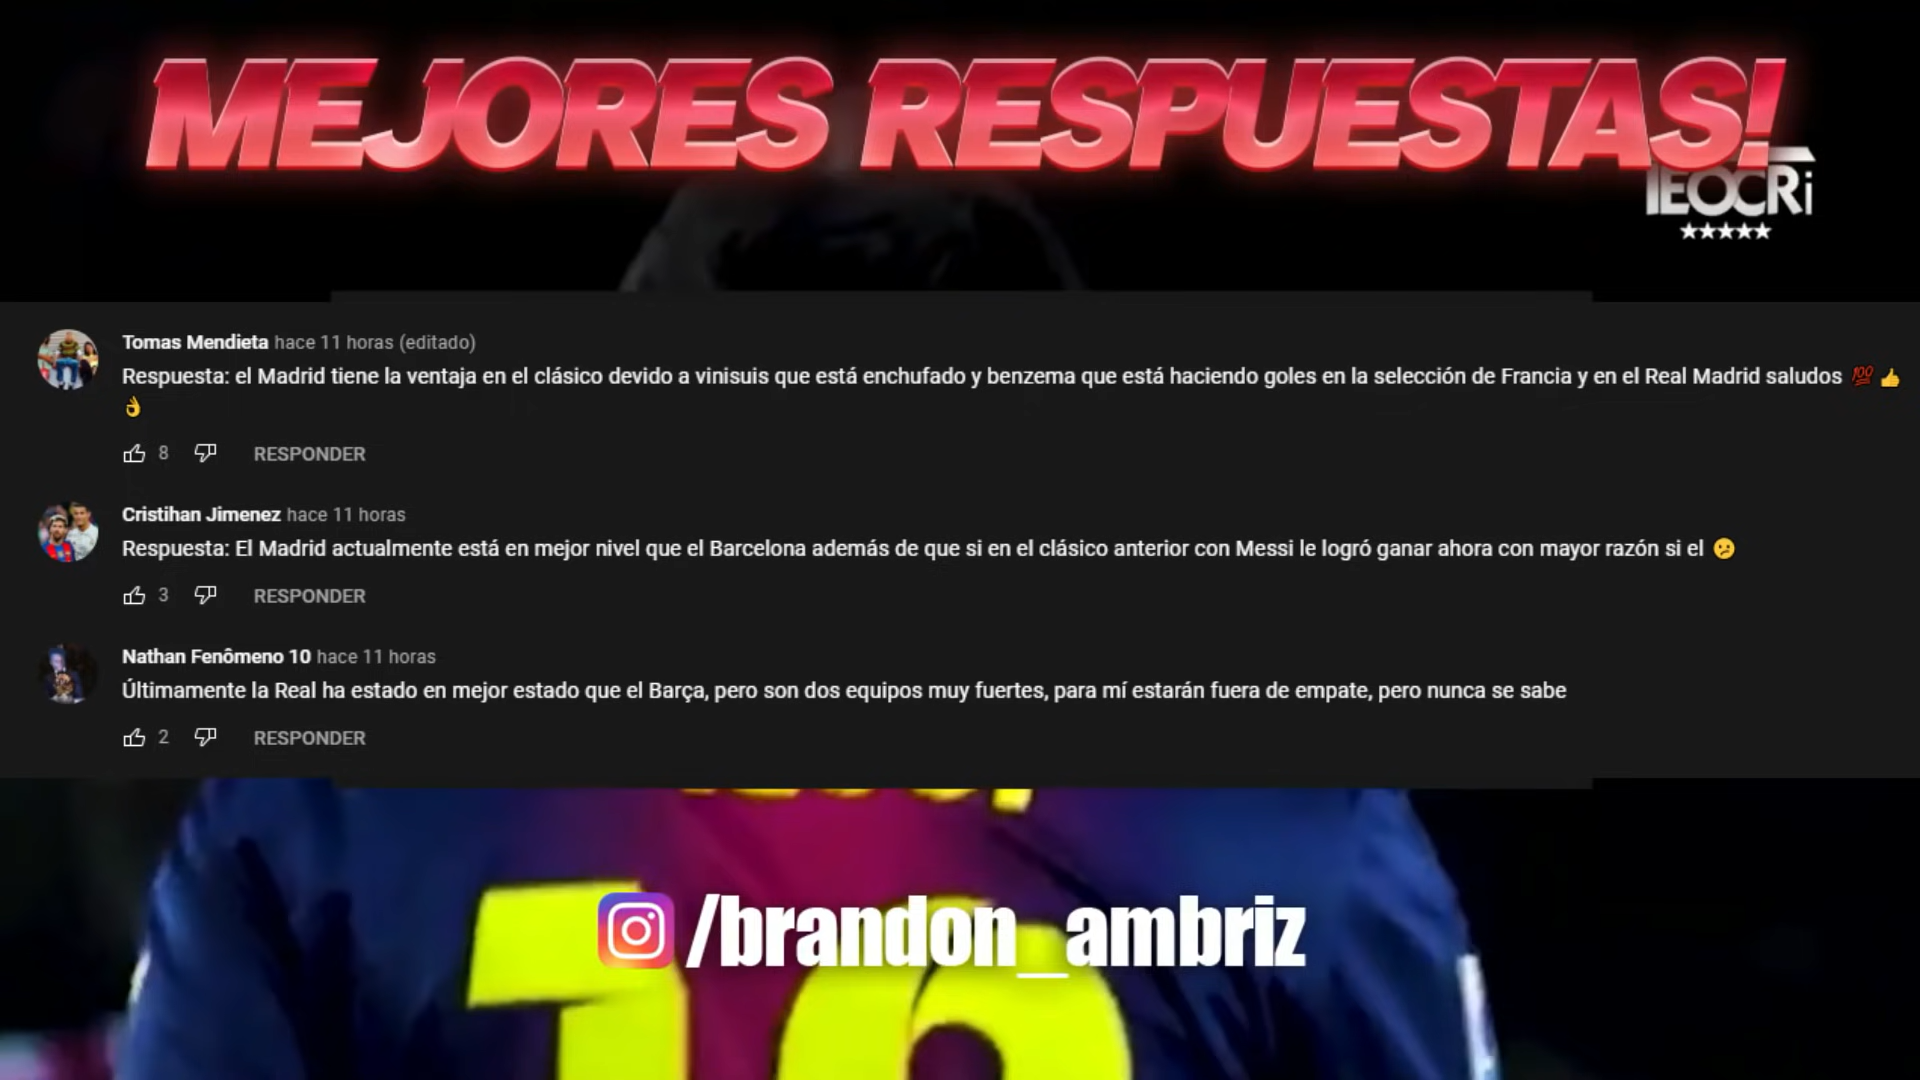 MEJORES RESPUESTAS!
TEOCRi
Tomas Mendieta hace 11 horas (editado)
Respuesta: el Madrid tiene la ventaja en el clásico devido a vinisuis que está enchufado y benzema que está haciendo goles en la selección de Francia y en el Real Madrid saludos 💯 👍
👌
8 RESPONDER
Cristihan Jimenez hace 11 horas
Respuesta: El Madrid actualmente está en mejor nivel que el Barcelona además de que si en el clásico anterior con Messi le logró ganar ahora con mayor razón si el 😕
3 RESPONDER
Nathan Fenômeno 10 hace 11 horas
Últimamente la Real ha estado en mejor estado que el Barça, pero son dos equipos muy fuertes, para mí estarán fuera de empate, pero nunca se sabe
2 RESPONDER
/brandon_ambriz
10